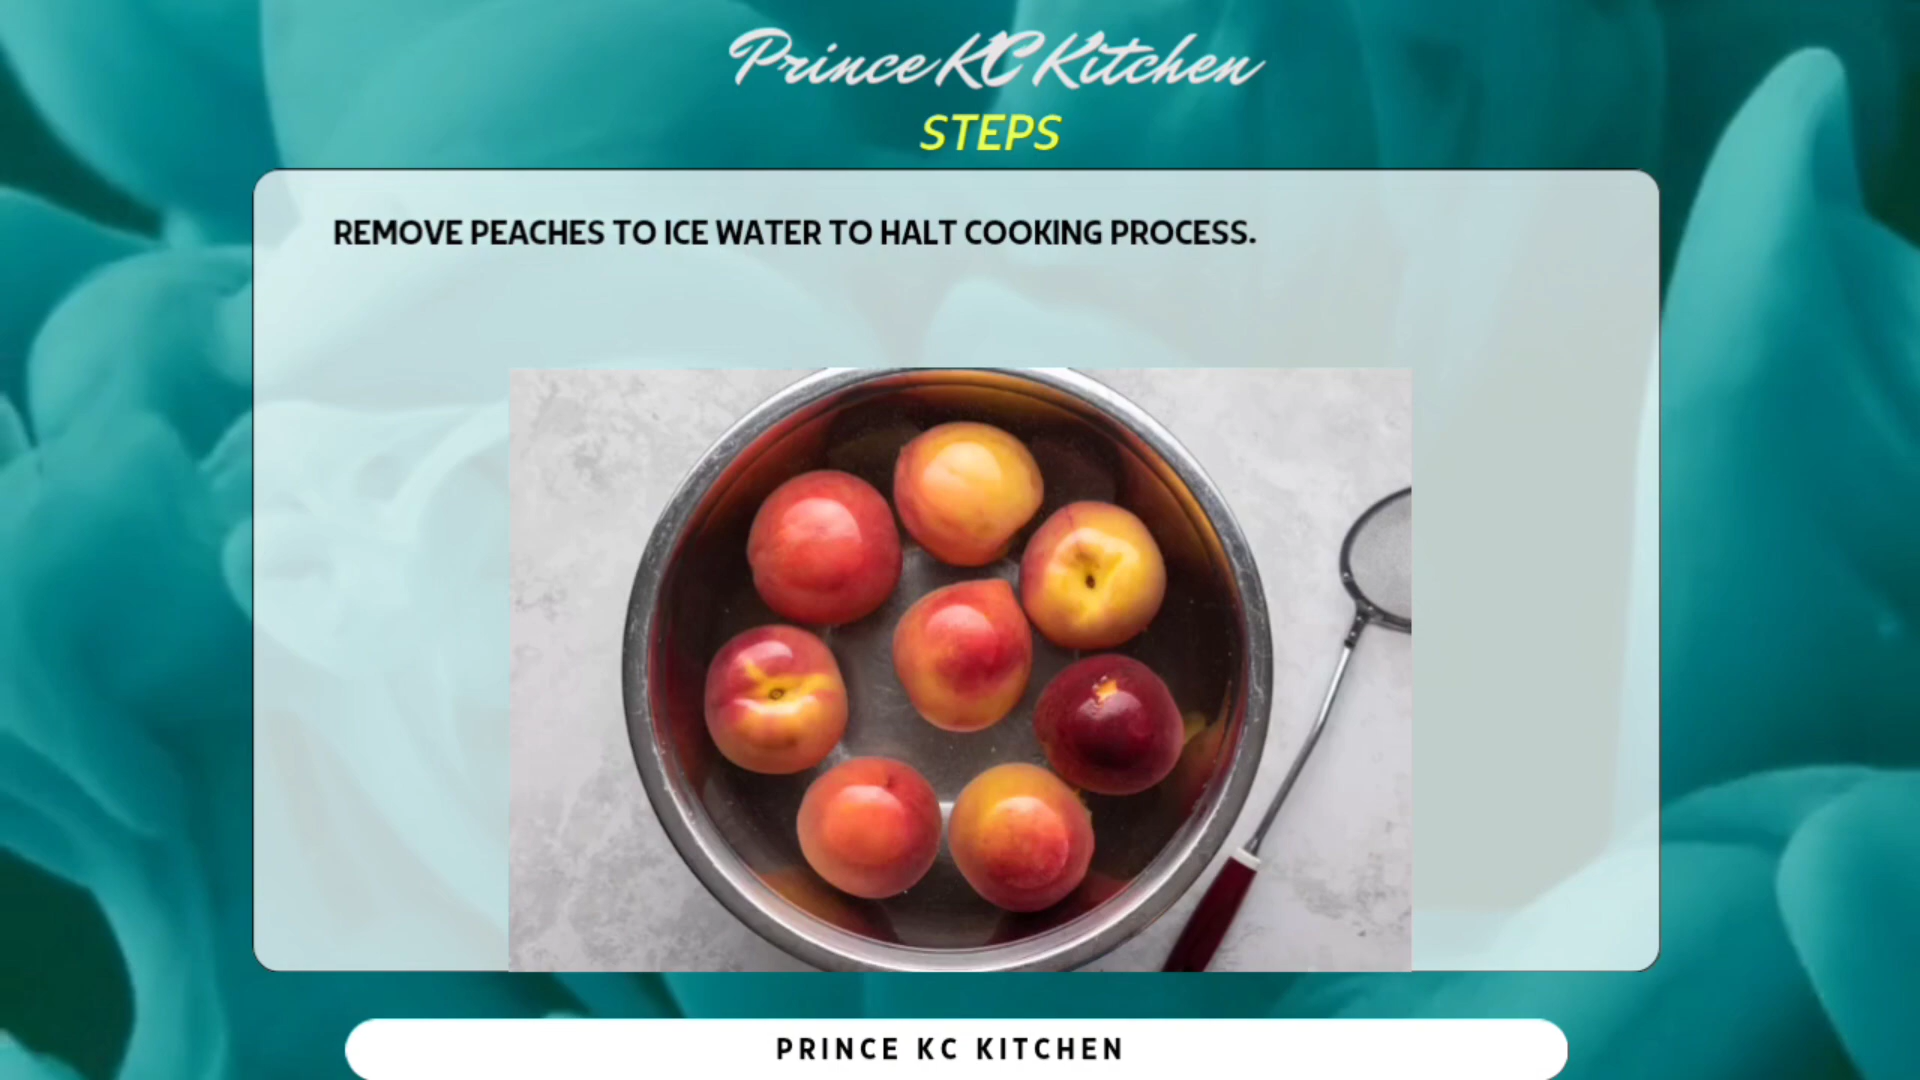 Prince KC Kitchen
STEPS
REMOVE PEACHES TO ICE WATER TO HALT COOKING PROCESS.
PRINCE KC KITCHEN